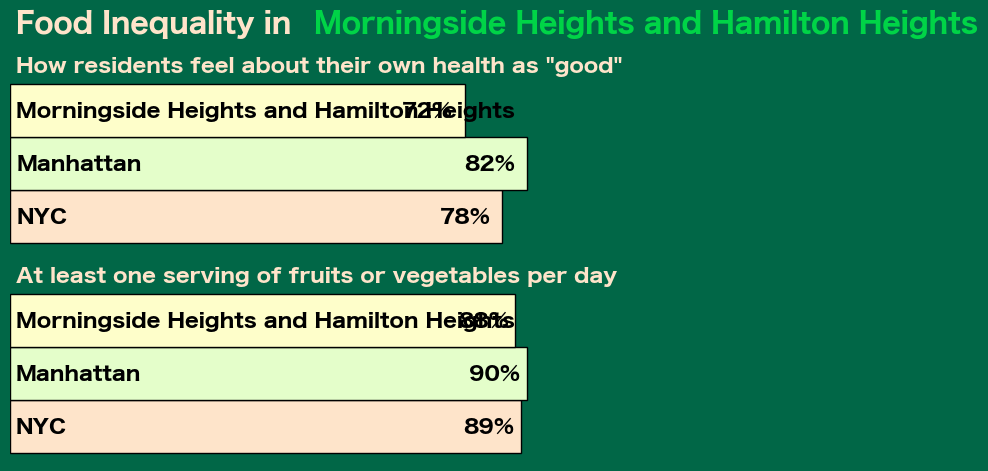 Food Inequality in Morningside Heights and Hamilton Heights
How residents feel about their own health as "good"
Morningside Heights and Hamilton Heights 72%
Manhattan 82%
NYC 78%
At least one serving of fruits or vegetables per day
Morningside Heights and Hamilton Heights 88%
Manhattan 90%
NYC 89%